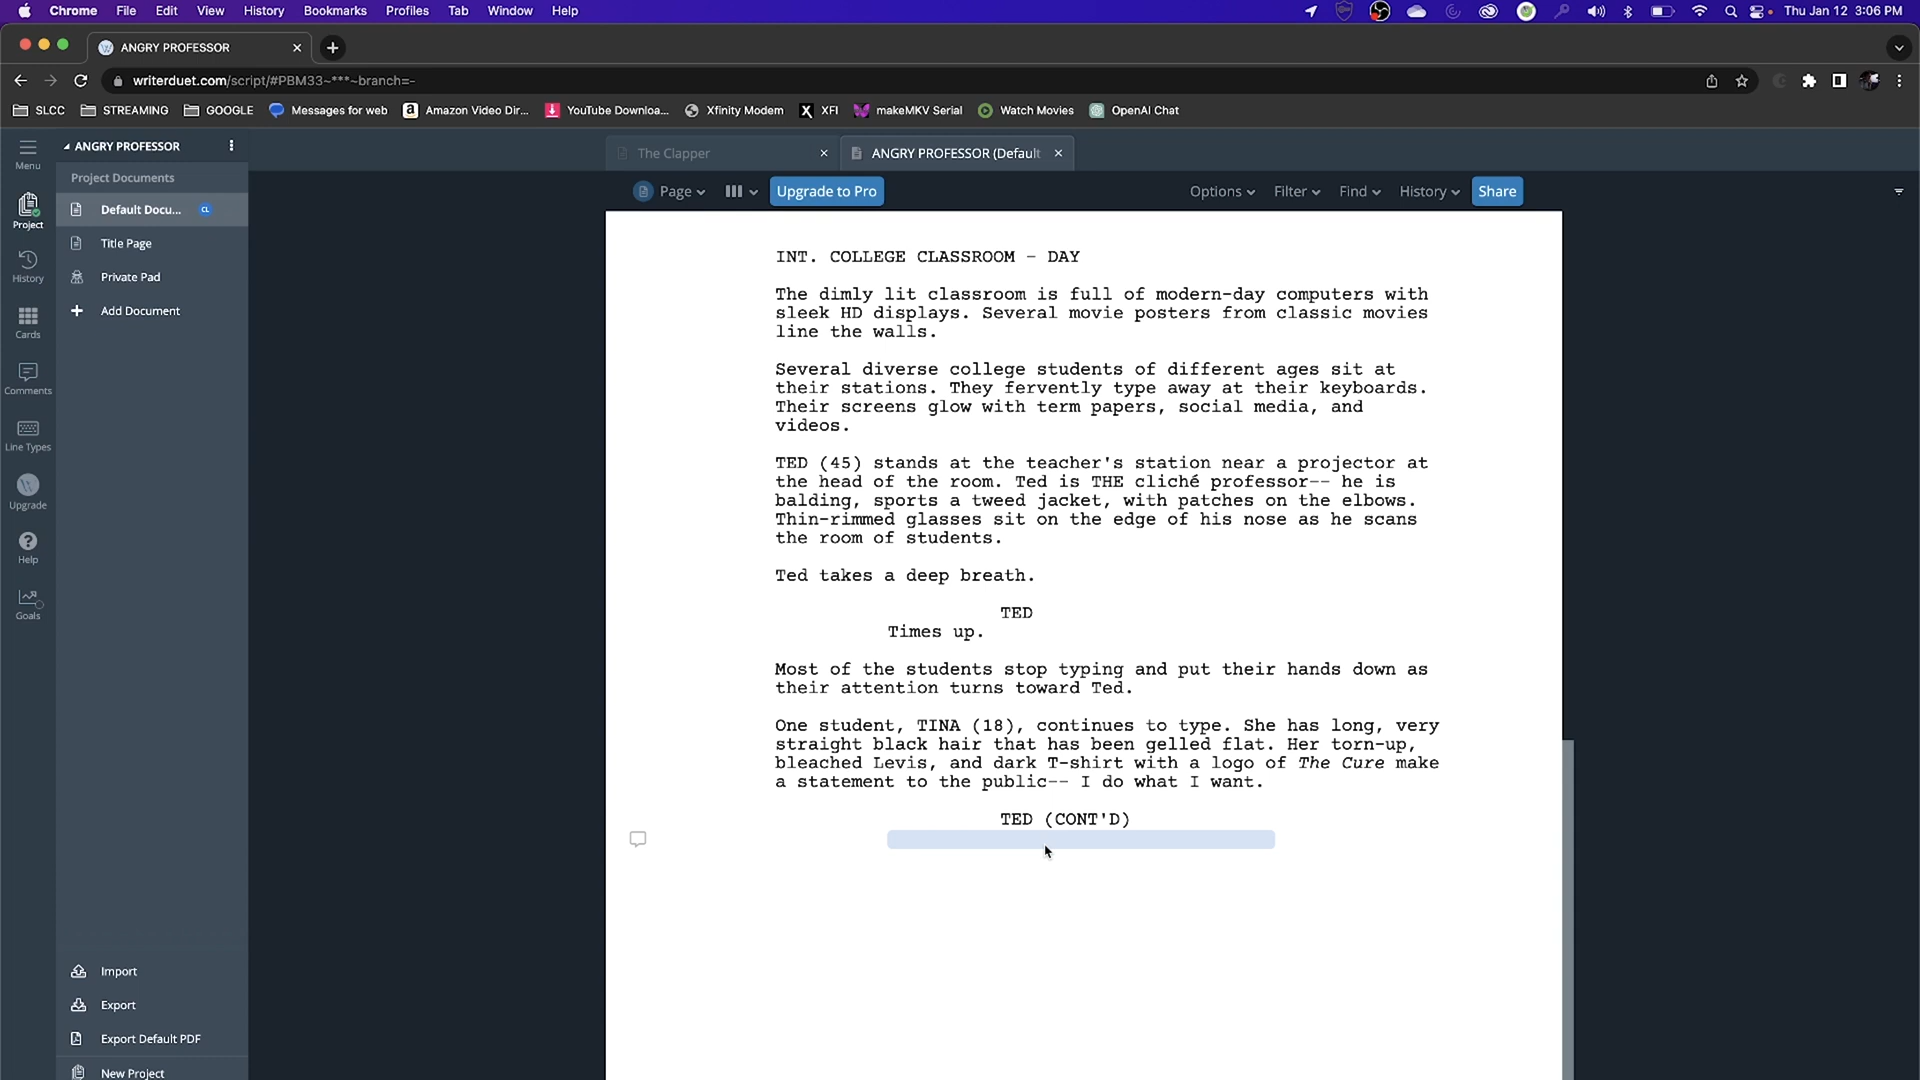 Chrome File Edit View History Bookmarks Profiles Tab Window Help Thu Jan 12 3:06 PM
ANGRY PROFESSOR
writerduet.com/script/#PBM33~***~branch=-
SLCC STREAMING GOOGLE Messages for web Amazon Video Dir... YouTube Downloa... Xfinity Modem XFI makeMKV Serial Watch Movies OpenAI Chat
Menu
Project
History
Cards
Comments
Line Types
Upgrade
Help
Goals
ANGRY PROFESSOR
Project Documents
Default Docu... CL
Title Page
Private Pad
Add Document
Import
Export
Export Default PDF
New Project
The Clapper ANGRY PROFESSOR (Default
Page Upgrade to Pro Options Filter Find History Share
INT. COLLEGE CLASSROOM - DAY
The dimly lit classroom is full of modern-day computers with
sleek HD displays. Several movie posters from classic movies
line the walls.
Several diverse college students of different ages sit at
their stations. They fervently type away at their keyboards.
Their screens glow with term papers, social media, and
videos.
TED (45) stands at the teacher's station near a projector at
the head of the room. Ted is THE cliché professor-- he is
balding, sports a tweed jacket, with patches on the elbows.
Thin-rimmed glasses sit on the edge of his nose as he scans
the room of students.
Ted takes a deep breath.
TED
Times up.
Most of the students stop typing and put their hands down as
their attention turns toward Ted.
One student, TINA (18), continues to type. She has long, very
straight black hair that has been gelled flat. Her torn-up,
bleached Levis, and dark T-shirt with a logo of The Cure make
a statement to the public-- I do what I want.
TED (CONT'D)